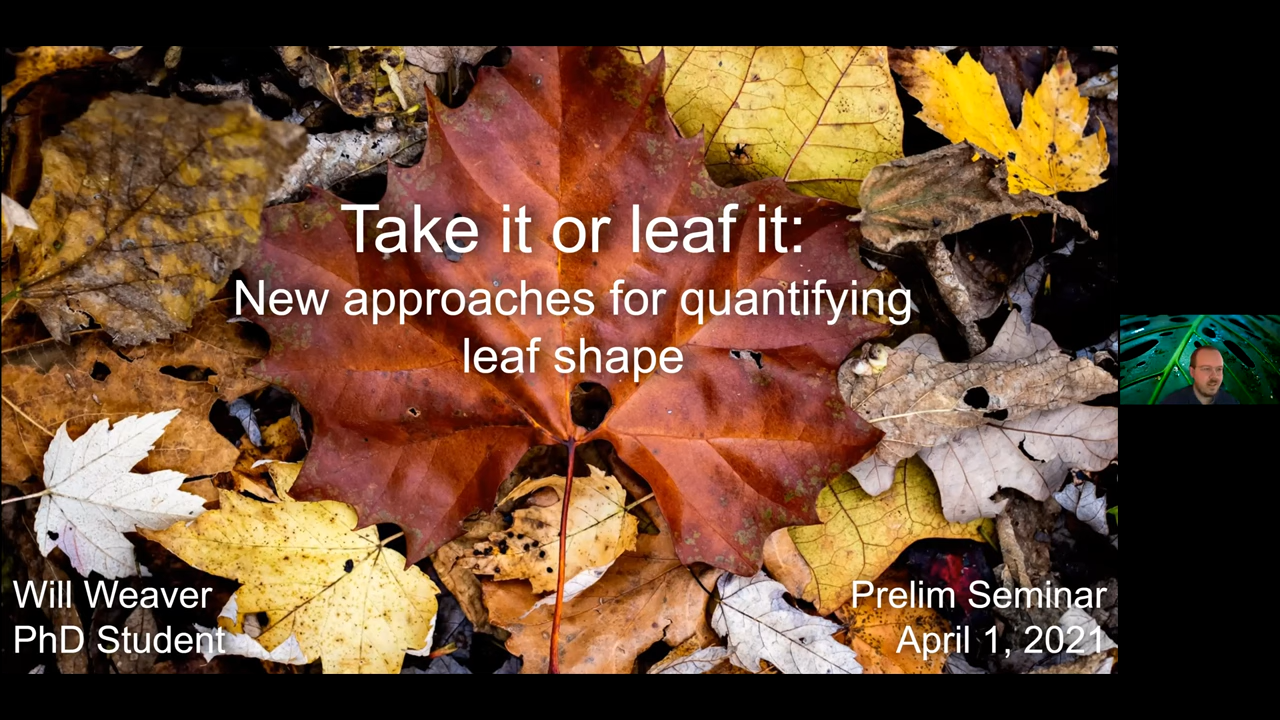 Take it or leaf it:
New approaches for quantifying
leaf shape
Will Weaver
PhD Student
Prelim Seminar
April 1, 2021